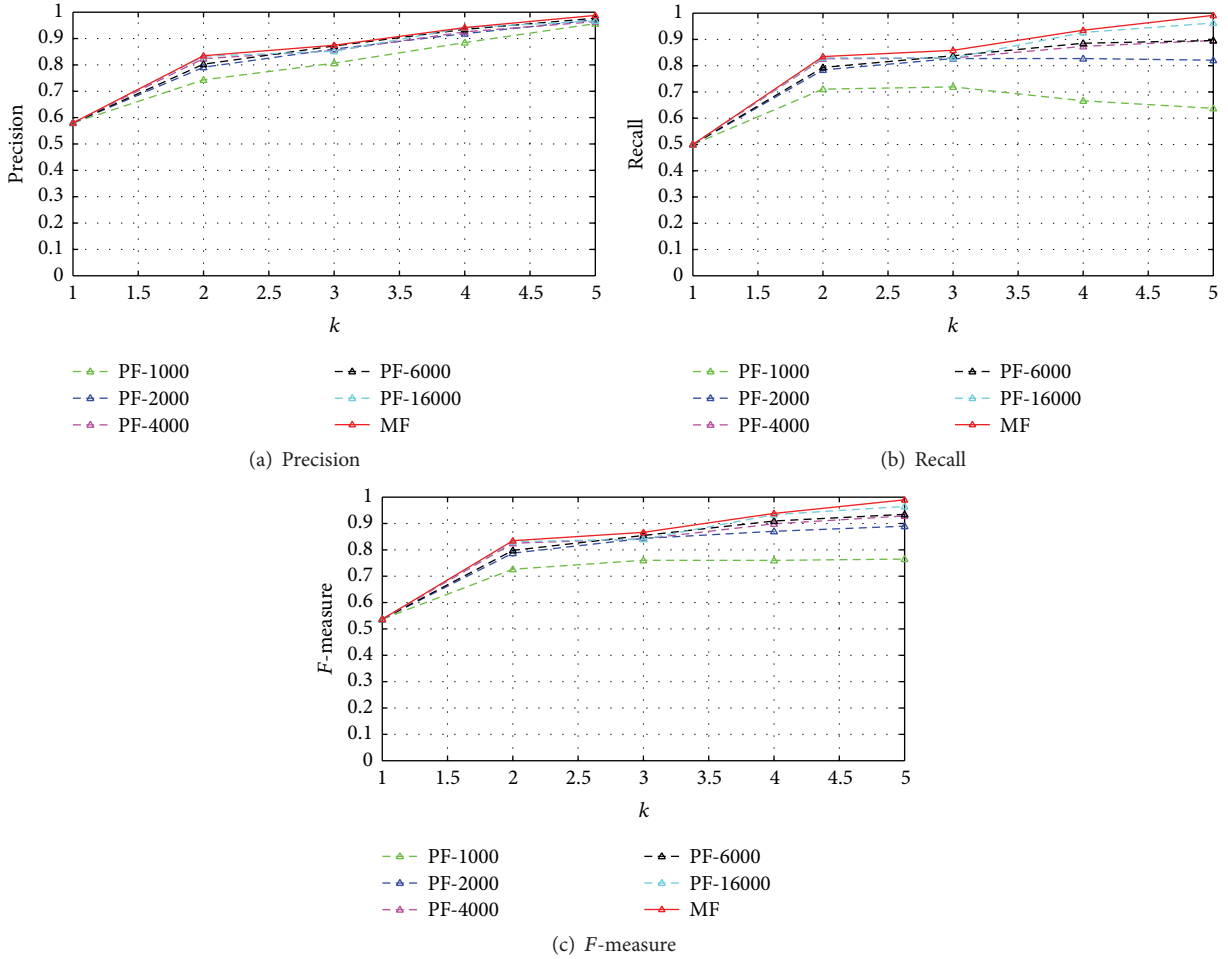 1
0.9
0.8
0.7
0.6
0.5
0.4
0.3
0.2
0.1
0
Precision
1 1.5 2 2.5 3 3.5 4 4.5 5
k
PF-1000 PF-6000
PF-2000 PF-16000
PF-4000 MF
(a) Precision
1
0.9
0.8
0.7
0.6
0.5
0.4
0.3
0.2
0.1
0
Recall
1 1.5 2 2.5 3 3.5 4 4.5 5
k
PF-1000 PF-6000
PF-2000 PF-16000
PF-4000 MF
(b) Recall
1
0.9
0.8
0.7
0.6
0.5
0.4
0.3
0.2
0.1
0
F-measure
1 1.5 2 2.5 3 3.5 4 4.5 5
k
PF-1000 PF-6000
PF-2000 PF-16000
PF-4000 MF
(c) F-measure